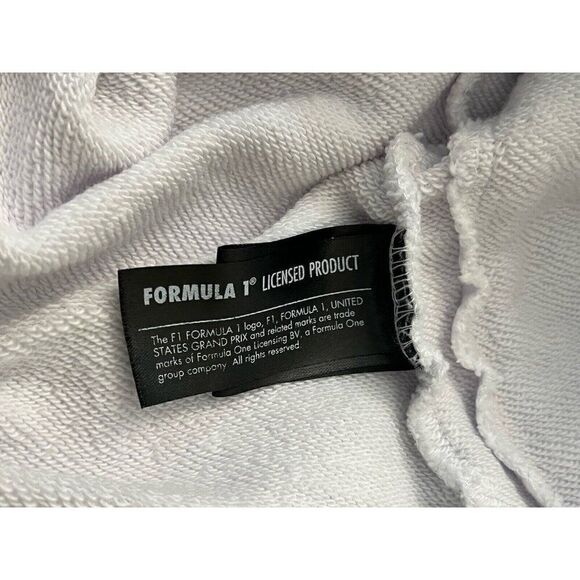 FORMULA 1® LICENSED PRODUCT
The F1 FORMULA 1 logo, F1, FORMULA 1, UNITED
STATES GRAND PRIX and related marks are trade
marks of Formula One Licensing BV, a Formula One
group company. All rights reserved.